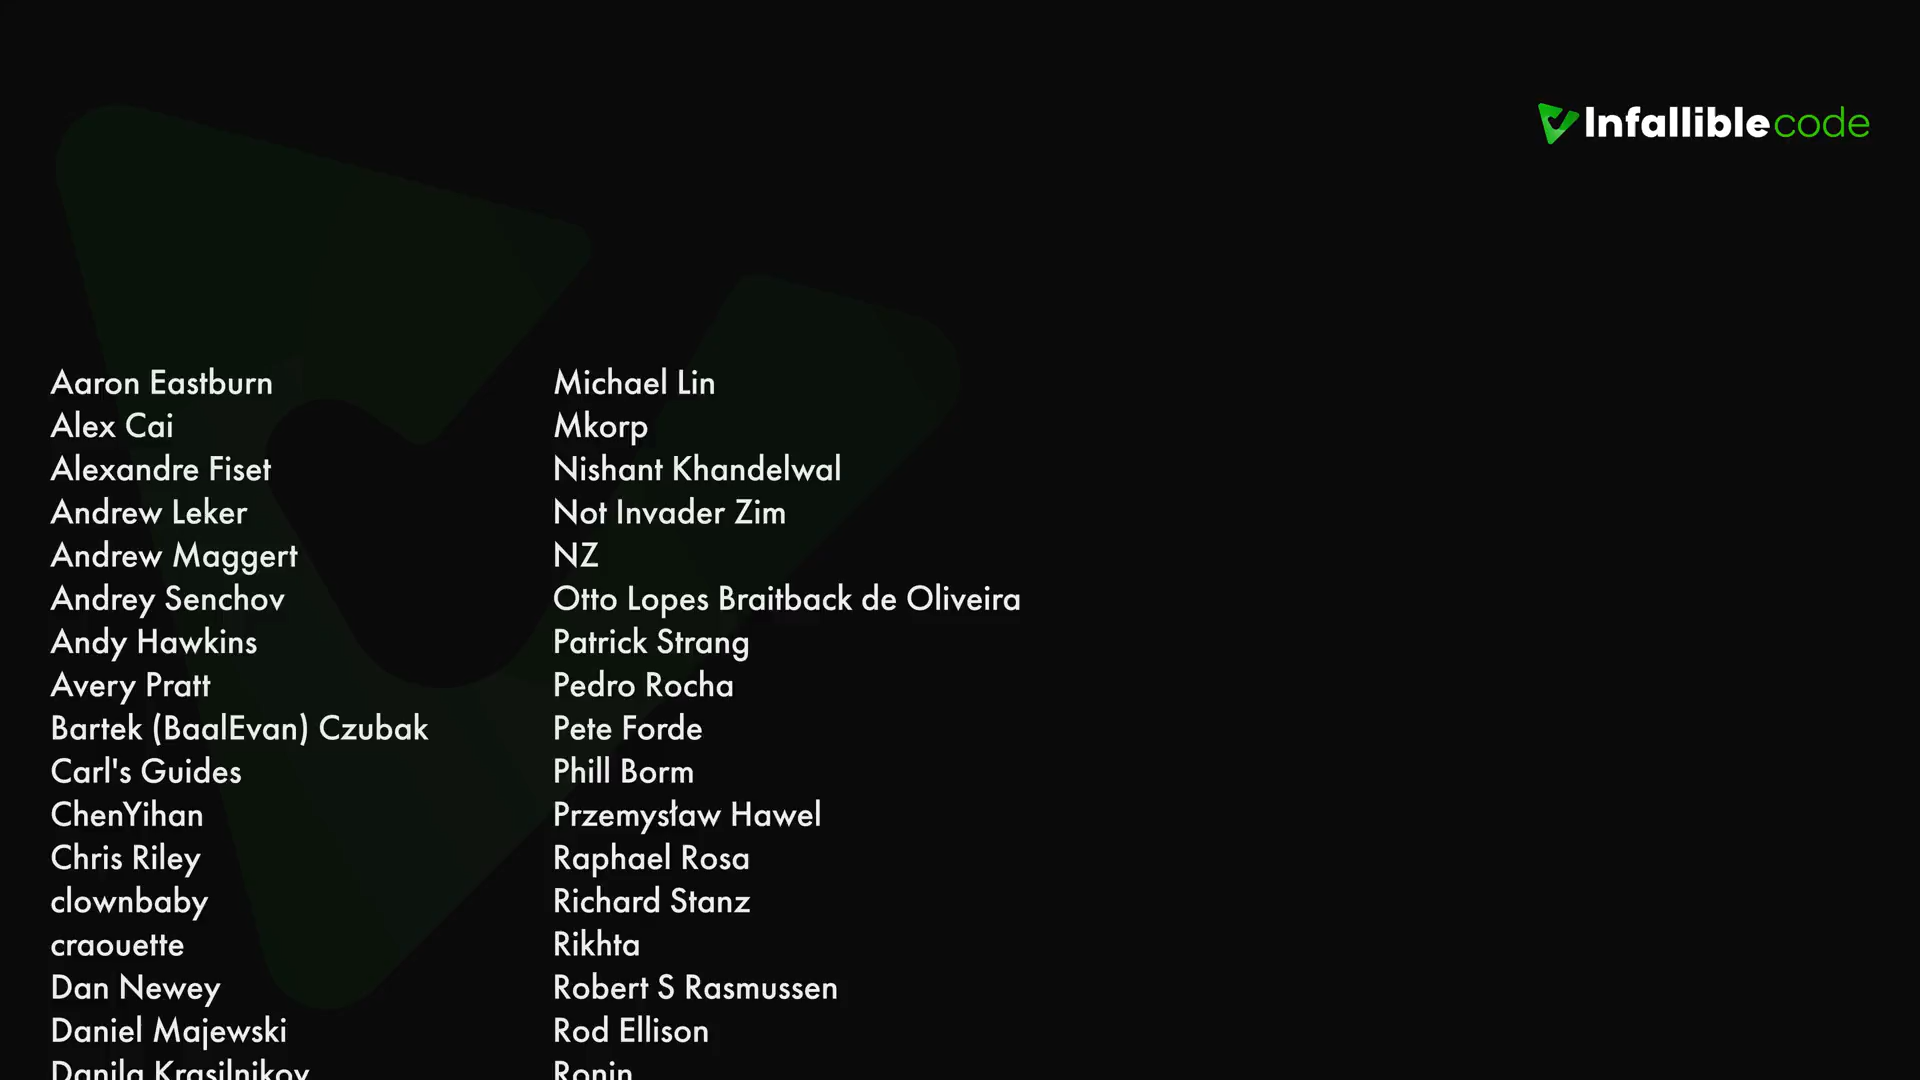 Infalliblecode
Aaron Eastburn
Alex Cai
Alexandre Fiset
Andrew Leker
Andrew Maggert
Andrey Senchov
Andy Hawkins
Avery Pratt
Bartek (BaalEvan) Czubak
Carl's Guides
ChenYihan
Chris Riley
clownbaby
craouette
Dan Newey
Daniel Majewski
Danila Krasilnikov
Michael Lin
Mkorp
Nishant Khandelwal
Not Invader Zim
NZ
Otto Lopes Braitback de Oliveira
Patrick Strang
Pedro Rocha
Pete Forde
Phill Borm
Przemysław Hawel
Raphael Rosa
Richard Stanz
Rikhta
Robert S Rasmussen
Rod Ellison
Ronin